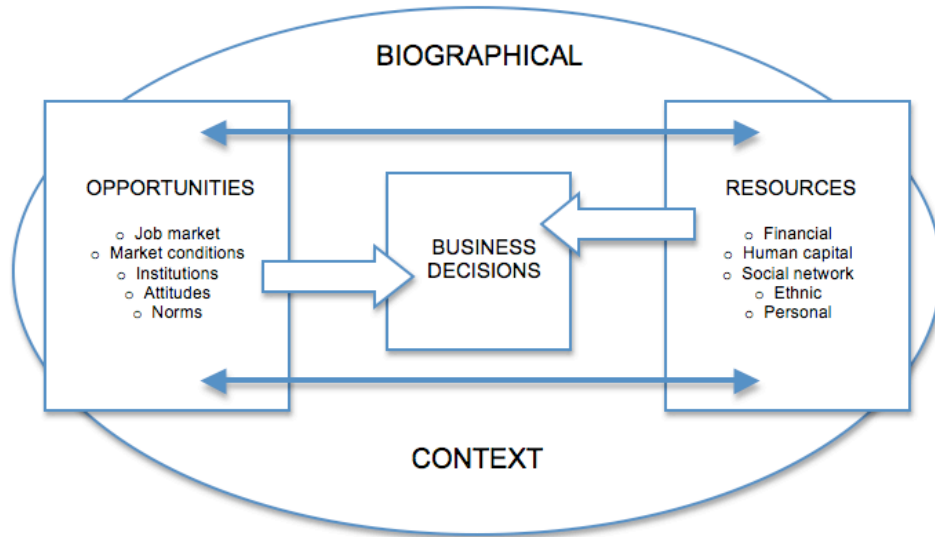 BIOGRAPHICAL
OPPORTUNITIES
o Job market
o Market conditions
o Institutions
o Attitudes
o Norms
BUSINESS
DECISIONS
RESOURCES
o Financial
o Human capital
o Social network
o Ethnic
o Personal
CONTEXT